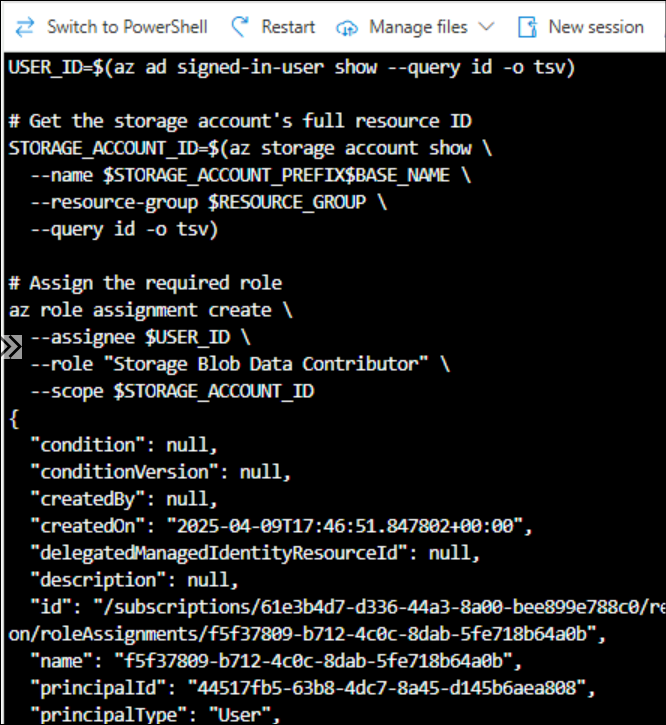 Switch to PowerShell Restart Manage files New session
USER_ID=$(az ad signed-in-user show --query id -o tsv)
# Get the storage account's full resource ID
STORAGE_ACCOUNT_ID=$(az storage account show \
--name $STORAGE_ACCOUNT_PREFIX$BASE_NAME \
--resource-group $RESOURCE_GROUP \
--query id -o tsv)
# Assign the required role
az role assignment create \
--assignee $USER_ID \
--role "Storage Blob Data Contributor" \
--scope $STORAGE_ACCOUNT_ID
{
"condition": null,
"conditionVersion": null,
"createdBy": null,
"createdOn": "2025-04-09T17:46:51.847802+00:00",
"delegatedManagedIdentityResourceId": null,
"description": null,
"id": "/subscriptions/61e3b4d7-d336-44a3-8a00-bee899e788c0/re
on/roleAssignments/f5f37809-b712-4c0c-8dab-5fe718b64a0b",
"name": "f5f37809-b712-4c0c-8dab-5fe718b64a0b",
"principalId": "44517fb5-63b8-4dc7-8a45-d145b6aea808",
"principalType": "User",